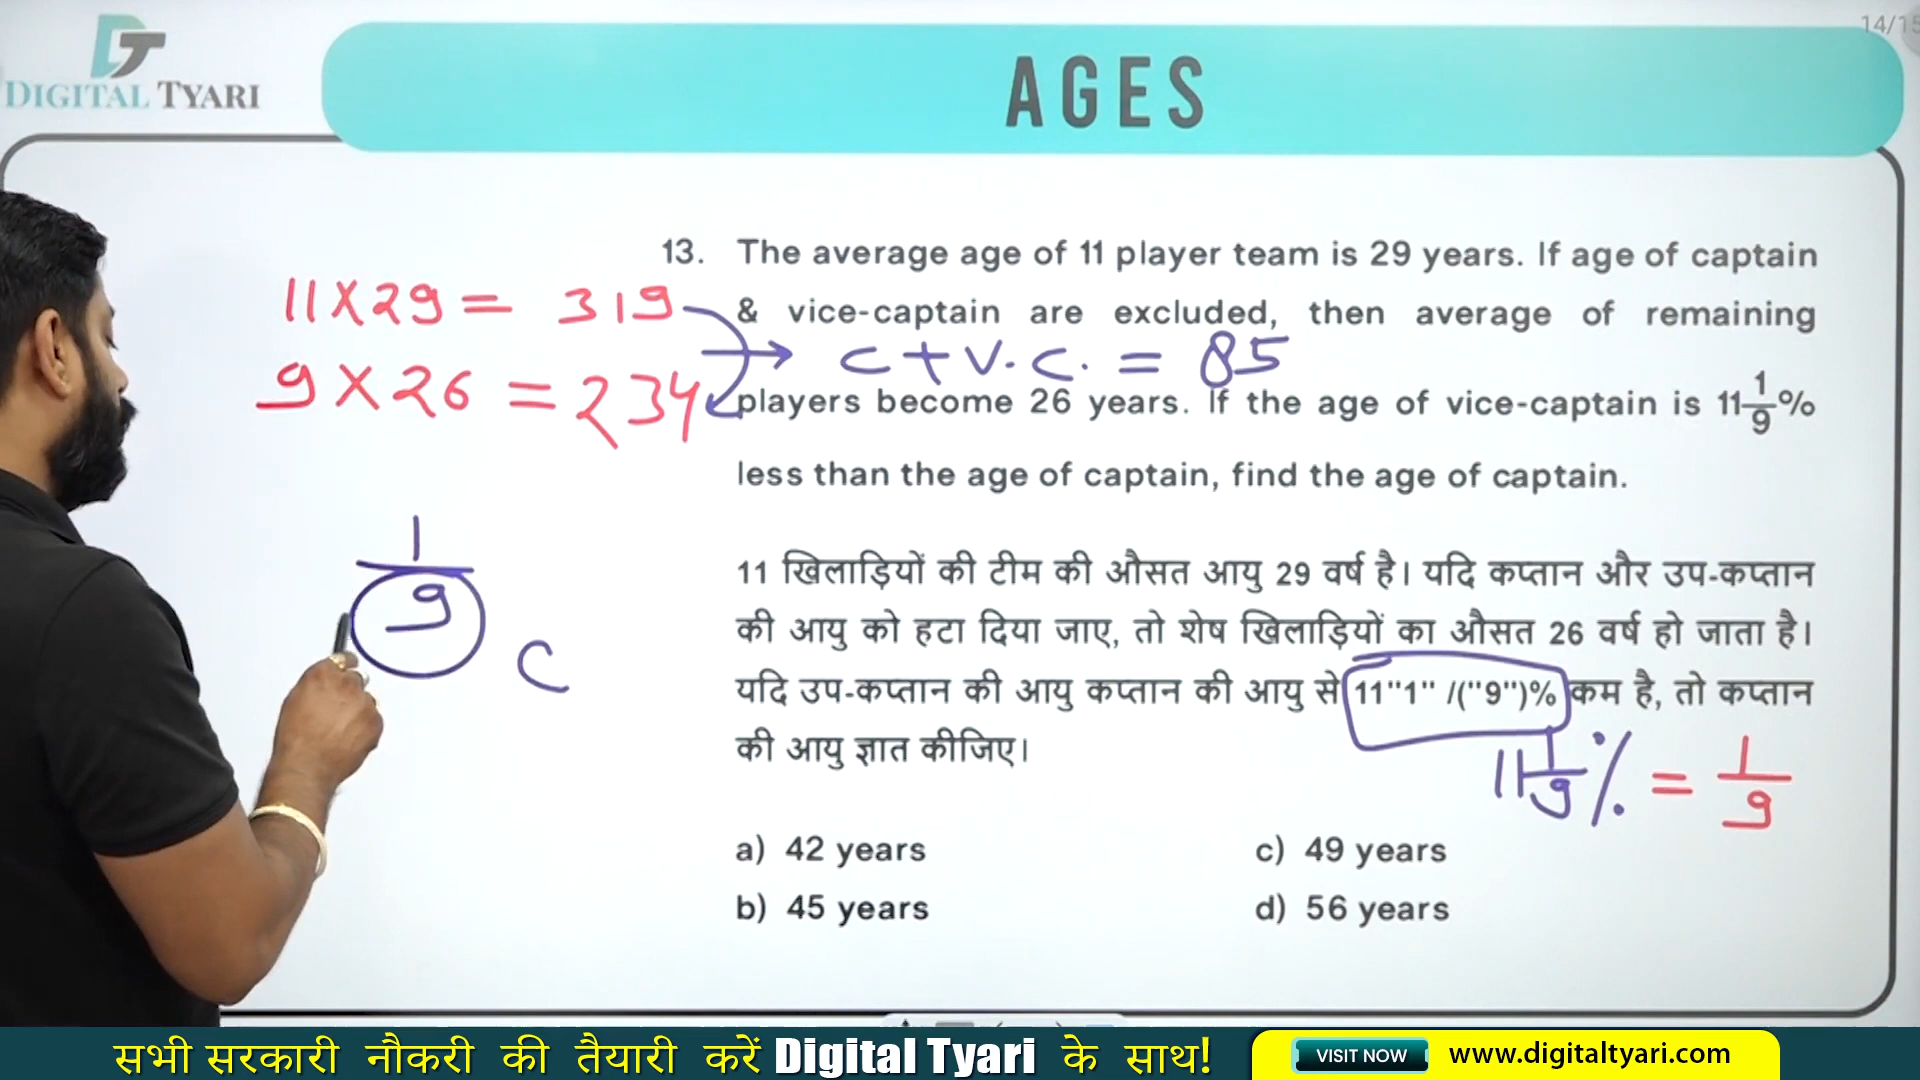 14/15
DIGITAL TYARI
AGES
13. The average age of 11 player team is 29 years. If age of captain
& vice-captain are excluded, then average of remaining
players become 26 years. If the age of vice-captain is 11 1/9 %
less than the age of captain, find the age of captain.
11 X 29 = 319
9 X 26 = 234
C + V. C. = 85
1/9
C
11 खिलाड़ियों की टीम की औसत आयु 29 वर्ष है। यदि कप्तान और उप-कप्तान
की आयु को हटा दिया जाए, तो शेष खिलाड़ियों का औसत 26 वर्ष हो जाता है।
यदि उप-कप्तान की आयु कप्तान की आयु से 11"1" /("9")% कम है, तो कप्तान
की आयु ज्ञात कीजिए।
11 1/9 % = 1/9
a) 42 years
c) 49 years
b) 45 years
d) 56 years
सभी सरकारी नौकरी की तैयारी करें Digital Tyari के साथ!
VISIT NOW
www.digitaltyari.com